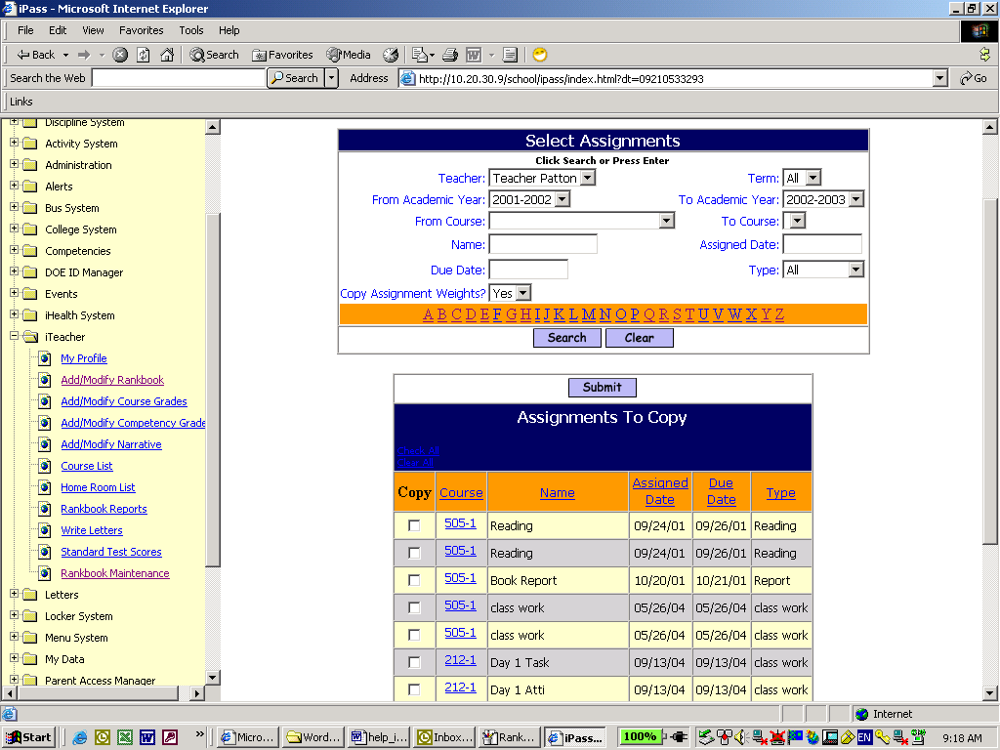 iPass - Microsoft Internet Explorer
File Edit View Favorites Tools Help
Back Search Favorites Media
Search the Web Search Address http://10.20.30.9/school/ipass/index.html?dt=09210533293 Go
Links
Discipline System
Activity System
Administration
Alerts
Bus System
College System
Competencies
DOE ID Manager
Events
iHealth System
iTeacher
My Profile
Add/Modify Rankbook
Add/Modify Course Grades
Add/Modify Competency Grade
Add/Modify Narrative
Course List
Home Room List
Rankbook Reports
Write Letters
Standard Test Scores
Rankbook Maintenance
Letters
Locker System
Menu System
My Data
Parent Access Manager
Select Assignments
Click Search or Press Enter
Teacher: Teacher Patton Term: All
From Academic Year: 2001-2002 To Academic Year: 2002-2003
From Course: To Course:
Name: Assigned Date:
Due Date: Type: All
Copy Assignment Weights? Yes
A B C D E F G H I J K L M N O P Q R S T U V W X Y Z
Search Clear
Submit
Assignments To Copy
Check All
Clear All
Copy Course Name Assigned Date Due Date Type
505-1 Reading 09/24/01 09/26/01 Reading
505-1 Reading 09/24/01 09/26/01 Reading
505-1 Book Report 10/20/01 10/21/01 Report
505-1 class work 05/26/04 05/26/04 class work
505-1 class work 05/26/04 05/26/04 class work
212-1 Day 1 Task 09/13/04 09/13/04 class work
212-1 Day 1 Atti 09/13/04 09/13/04 class work
Internet
Start » Micro... Word... help_i... Inbox... Rank... iPass... 100% EN 9:18 AM